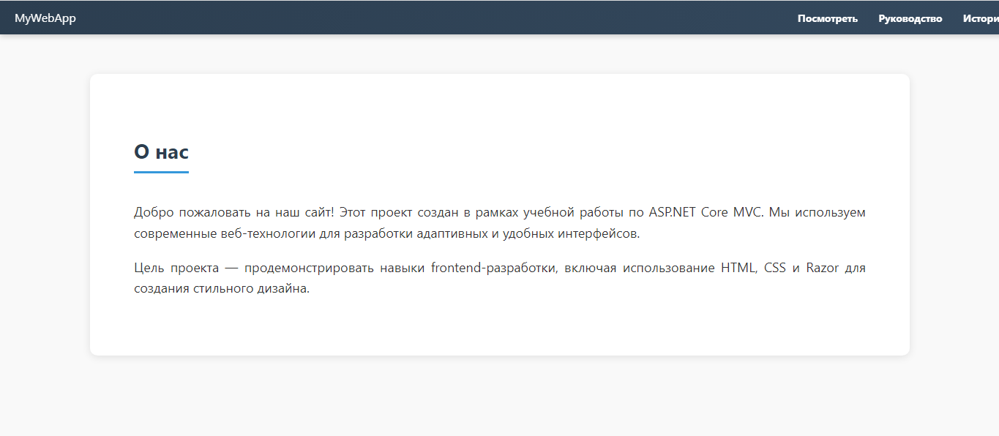 MyWebApp Посмотреть Руководство Истори
О нас
Добро пожаловать на наш сайт! Этот проект создан в рамках учебной работы по ASP.NET Core MVC. Мы используем
современные веб-технологии для разработки адаптивных и удобных интерфейсов.
Цель проекта — продемонстрировать навыки frontend-разработки, включая использование HTML, CSS и Razor для
создания стильного дизайна.